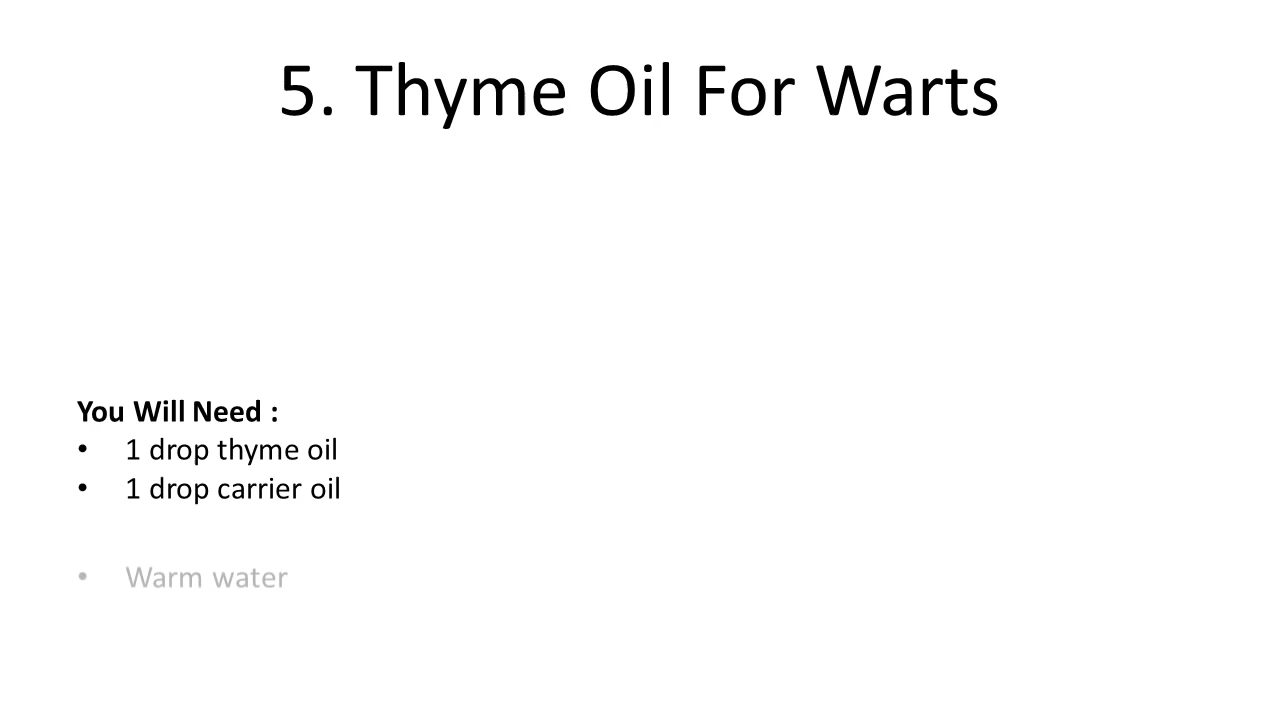 5. Thyme Oil For Warts
You Will Need :
• 1 drop thyme oil
• 1 drop carrier oil
• Warm water